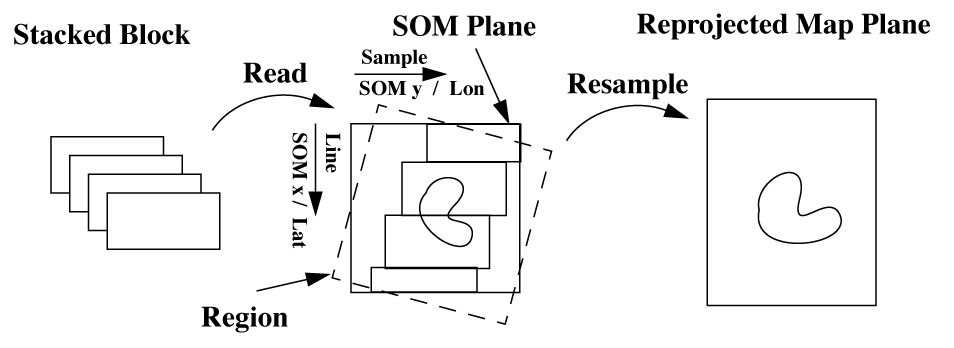 Stacked Block
Read
SOM Plane
Sample
SOM y / Lon
Line
SOM x / Lat
Region
Resample
Reprojected Map Plane